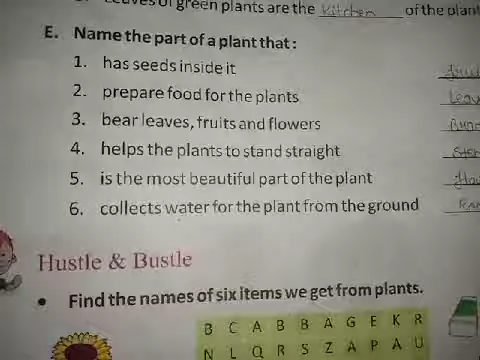 Leaves of green plants are the Kitchen of the plant
E. Name the part of a plant that :
1. has seeds inside it
2. prepare food for the plants
3. bear leaves, fruits and flowers
4. helps the plants to stand straight
5. is the most beautiful part of the plant
6. collects water for the plant from the ground
Hustle & Bustle
• Find the names of six items we get from plants.
B C A B B A G E K R
N L Q R S Z A P A U